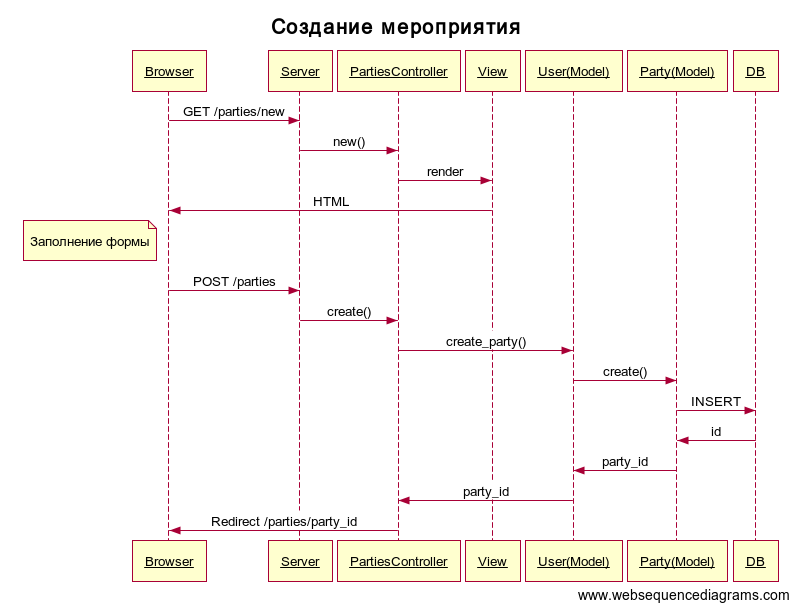 Создание мероприятия
Browser Server PartiesController View User(Model) Party(Model) DB
GET /parties/new
new()
render
HTML
Заполнение формы
POST /parties
create()
create_party()
create()
INSERT
id
party_id
party_id
Redirect /parties/party_id
Browser Server PartiesController View User(Model) Party(Model) DB
www.websequencediagrams.com